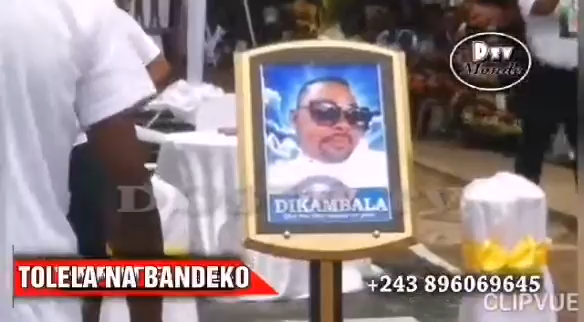 DTV
Monde
DIKAMBALA
TOLELA NA BANDEKO
+243 896069645
CLIPVUE